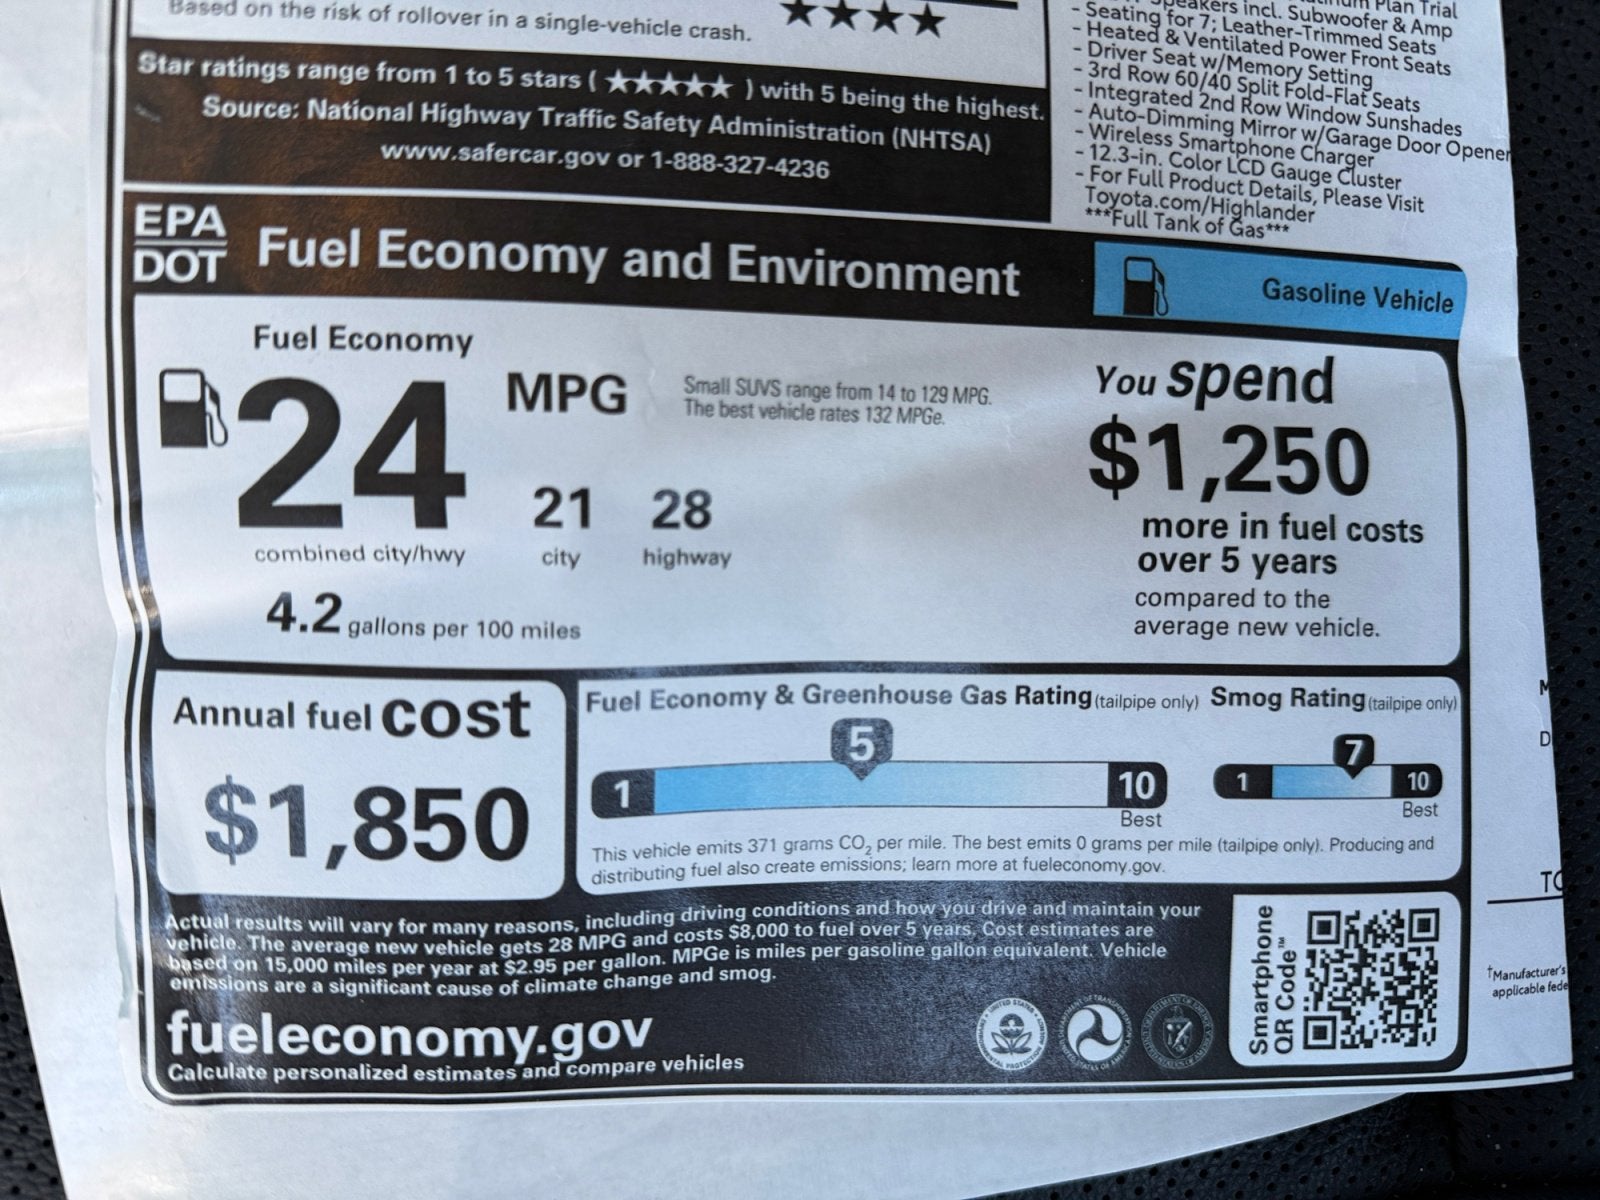 Based on the risk of rollover in a single-vehicle crash. ★★★★
Star ratings range from 1 to 5 stars ( ★★★★★ ) with 5 being the highest.
Source: National Highway Traffic Safety Administration (NHTSA)
www.safercar.gov or 1-888-327-4236
Plan Trial
incl. Subwoofer & Amp
- Seating for 7; Leather-Trimmed Seats
- Heated & Ventilated Power Front Seats
- Driver Seat w/Memory Setting
- 3rd Row 60/40 Split Fold-Flat Seats
- Integrated 2nd Row Window Sunshades
- Auto-Dimming Mirror w/Garage Door Opener
- Wireless Smartphone Charger
- 12.3-in. Color LCD Gauge Cluster
- For Full Product Details, Please Visit
Toyota.com/Highlander
***Full Tank of Gas***
EPA
DOT
Fuel Economy and Environment
Gasoline Vehicle
Fuel Economy
24
MPG
Small SUVS range from 14 to 129 MPG.
The best vehicle rates 132 MPGe.
21 28
combined city/hwy city highway
4.2 gallons per 100 miles
You spend
$1,250
more in fuel costs
over 5 years
compared to the
average new vehicle.
Annual fuel cost
$1,850
Fuel Economy & Greenhouse Gas Rating (tailpipe only)
5
1 10
Best
Smog Rating (tailpipe only)
7
1 10
Best
This vehicle emits 371 grams CO₂ per mile. The best emits 0 grams per mile (tailpipe only). Producing and
distributing fuel also create emissions; learn more at fueleconomy.gov.
Actual results will vary for many reasons, including driving conditions and how you drive and maintain your
vehicle. The average new vehicle gets 28 MPG and costs $8,000 to fuel over 5 years. Cost estimates are
based on 15,000 miles per year at $2.95 per gallon. MPGe is miles per gasoline gallon equivalent. Vehicle
emissions are a significant cause of climate change and smog.
fueleconomy.gov
Calculate personalized estimates and compare vehicles
Smartphone
QR Code™
†Manufacturer's
applicable